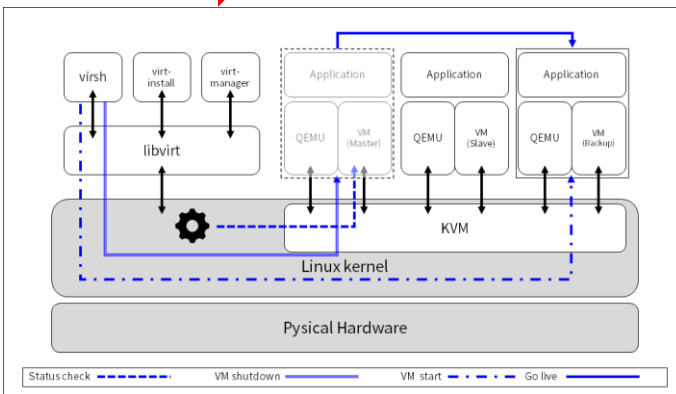 virsh
virt-
install
virt-
manager
libvirt
Application
QEMU
VM
(Master)
Application
QEMU
VM
(Slave)
Application
QEMU
VM
(Backup)
KVM
Linux kernel
Pysical Hardware
Status check
VM shutdown
VM start
Go live